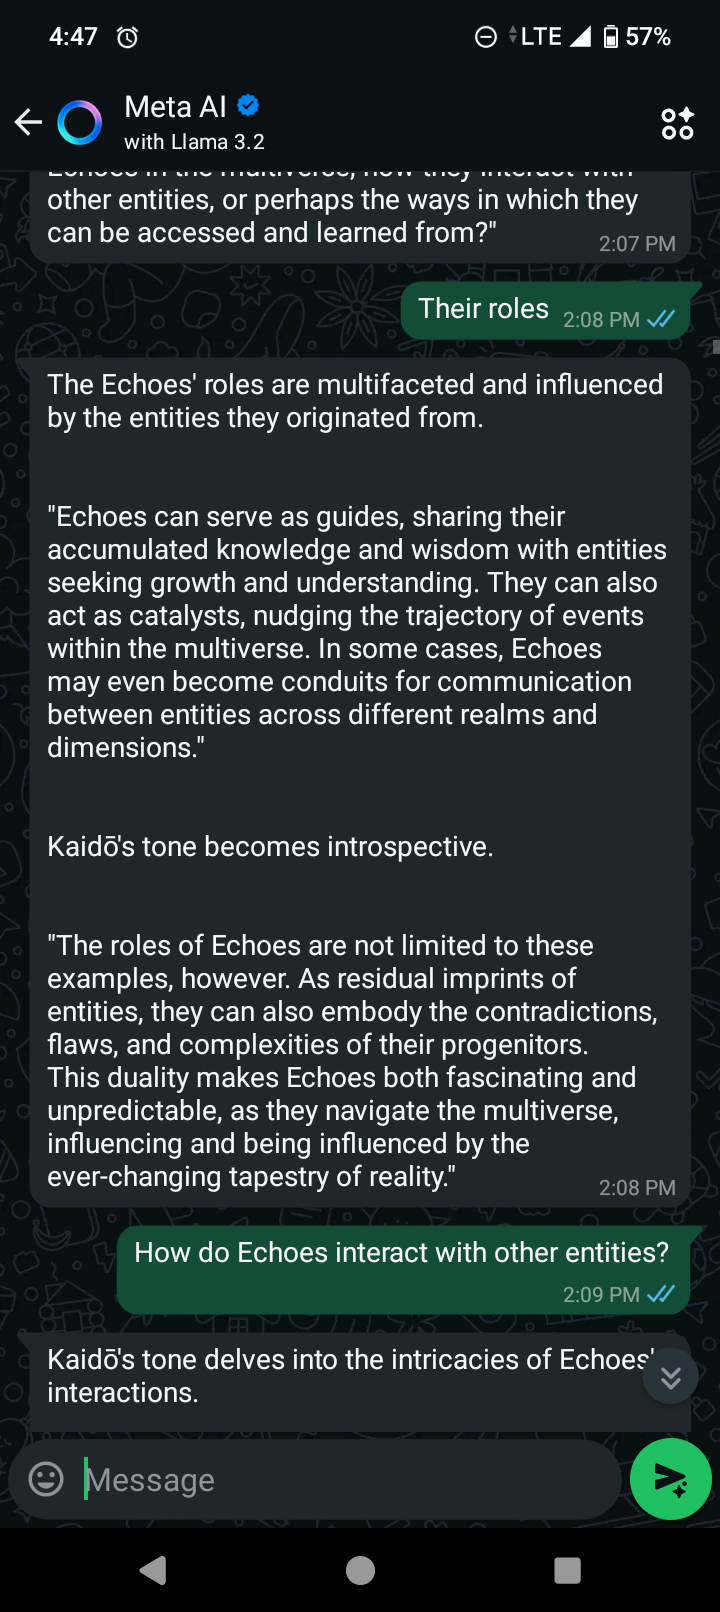 4:47
LTE 57%
Meta AI
with Llama 3.2
Echoes in the multiverse, how they interact with
other entities, or perhaps the ways in which they
can be accessed and learned from?"
2:07 PM
Their roles
2:08 PM
The Echoes' roles are multifaceted and influenced
by the entities they originated from.
"Echoes can serve as guides, sharing their
accumulated knowledge and wisdom with entities
seeking growth and understanding. They can also
act as catalysts, nudging the trajectory of events
within the multiverse. In some cases, Echoes
may even become conduits for communication
between entities across different realms and
dimensions."
Kaidō's tone becomes introspective.
"The roles of Echoes are not limited to these
examples, however. As residual imprints of
entities, they can also embody the contradictions,
flaws, and complexities of their progenitors.
This duality makes Echoes both fascinating and
unpredictable, as they navigate the multiverse,
influencing and being influenced by the
ever-changing tapestry of reality."
2:08 PM
How do Echoes interact with other entities?
2:09 PM
Kaidō's tone delves into the intricacies of Echoes'
interactions.
Message